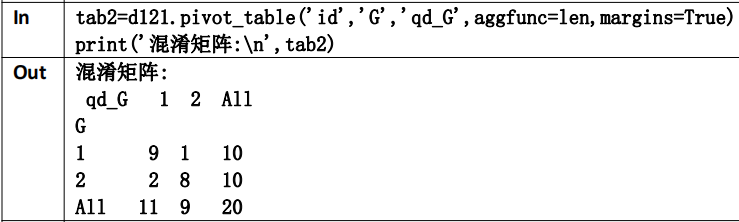 In tab2=d121.pivot_table('id','G','qd_G',aggfunc=len,margins=True)
print('混淆矩阵:\n',tab2)
Out 混淆矩阵:
qd_G 1 2 All
G
1 9 1 10
2 2 8 10
All 11 9 20